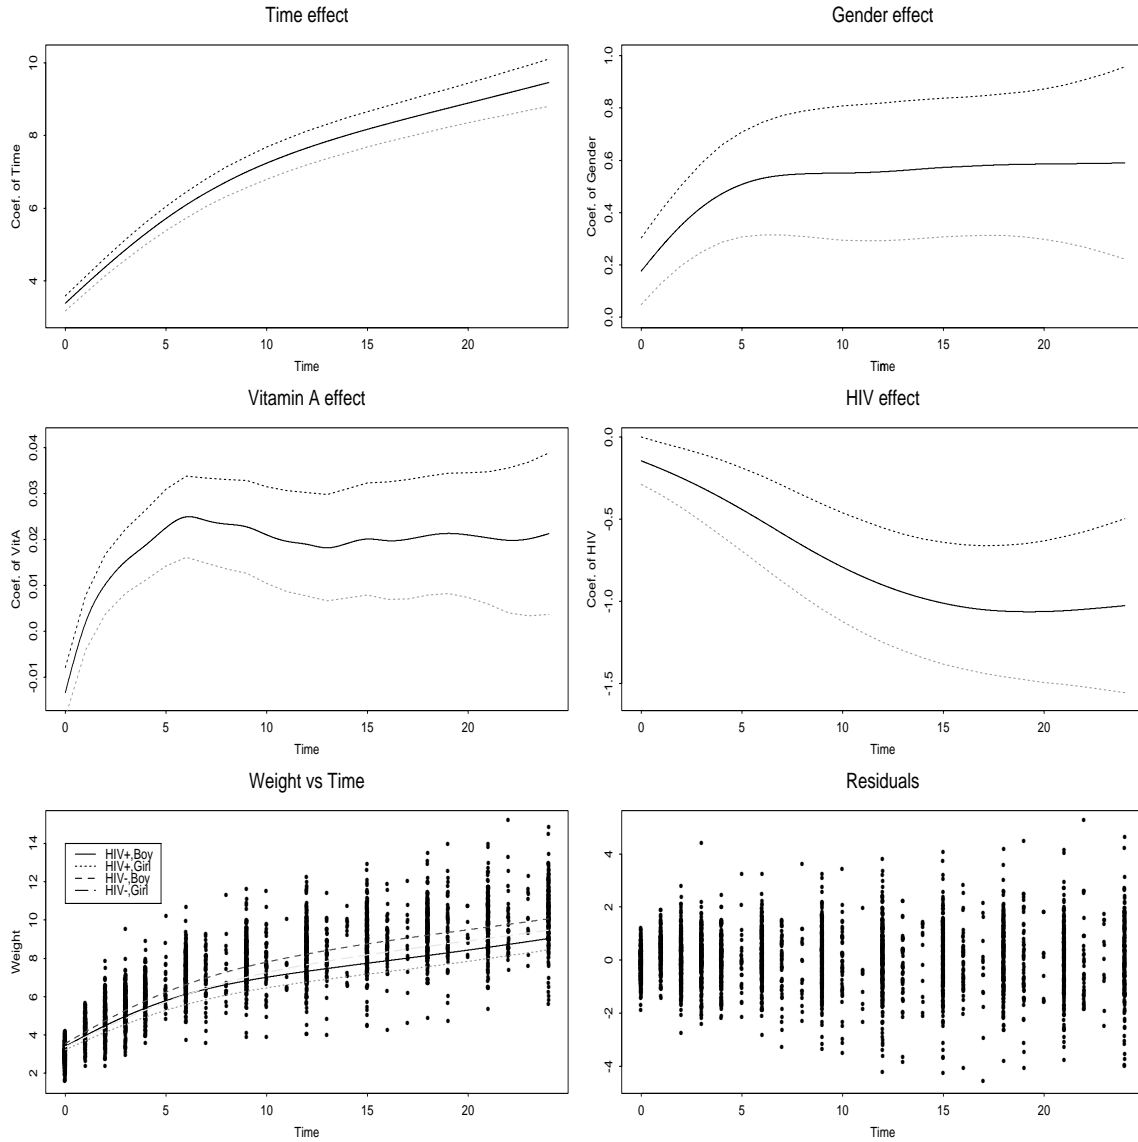 Time effect
Coef. of Time
4 6 8 10
0 5 10 15 20
Time
Gender effect
Coef. of Gender
0.0 0.2 0.4 0.6 0.8 1.0
0 5 10 15 20
Time
Vitamin A effect
Coef. of VitA
-0.01 0.0 0.01 0.02 0.03 0.04
0 5 10 15 20
Time
HIV effect
Coef. of HIV
-1.5 -1.0 -0.5 0.0
0 5 10 15 20
Time
Weight vs Time
Weight
2 4 6 8 10 12 14
HIV+,Boy
HIV+,Girl
HIV-,Boy
HIV-,Girl
0 5 10 15 20
Time
Residuals
-4 -2 0 2 4
0 5 10 15 20
Time